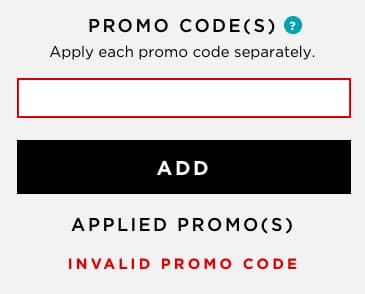 PROMO CODE(S) ?
Apply each promo code separately.
ADD
APPLIED PROMO(S)
INVALID PROMO CODE